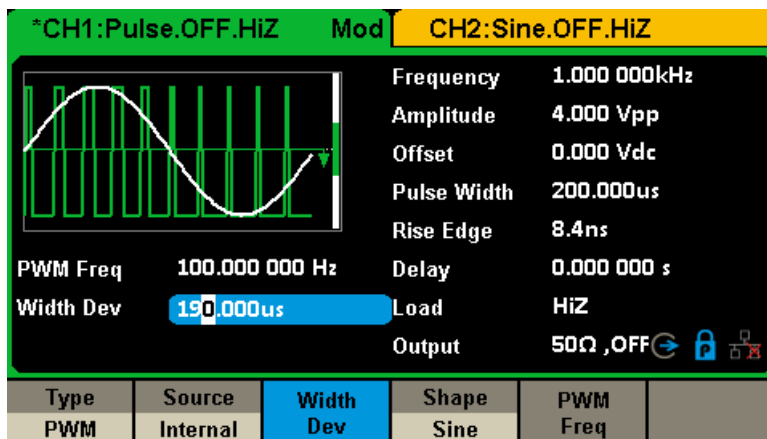 *CH1:Pulse.OFF.HiZ Mod CH2:Sine.OFF.HiZ
Frequency 1.000 000kHz
Amplitude 4.000 Vpp
Offset 0.000 Vdc
Pulse Width 200.000us
Rise Edge 8.4ns
PWM Freq 100.000 000 Hz Delay 0.000 000 s
Width Dev 190.000us Load HiZ
Output 50Ω ,OFF P
Type Source Width Dev Shape PWM Freq
PWM Internal Sine